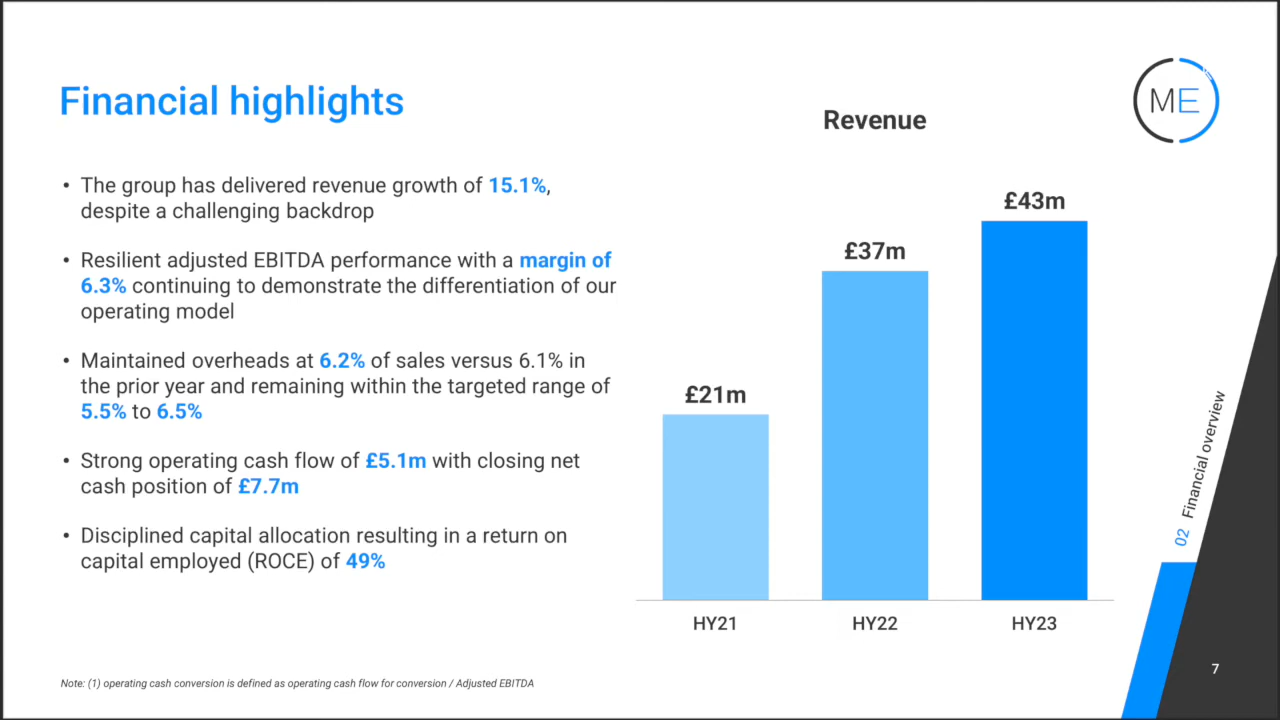 Financial highlights
ME
• The group has delivered revenue growth of 15.1%,
despite a challenging backdrop
• Resilient adjusted EBITDA performance with a margin of
6.3% continuing to demonstrate the differentiation of our
operating model
• Maintained overheads at 6.2% of sales versus 6.1% in
the prior year and remaining within the targeted range of
5.5% to 6.5%
• Strong operating cash flow of £5.1m with closing net
cash position of £7.7m
• Disciplined capital allocation resulting in a return on
capital employed (ROCE) of 49%
Revenue
£21m
£37m
£43m
HY21
HY22
HY23
02 Financial overview
7
Note: (1) operating cash conversion is defined as operating cash flow for conversion / Adjusted EBITDA